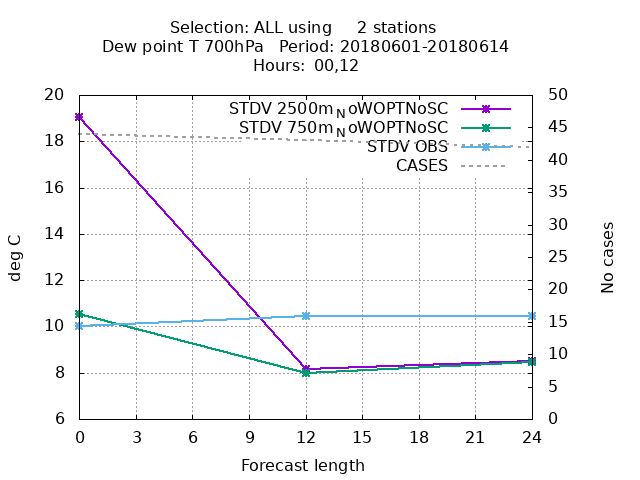 Selection: ALL using 2 stations
Dew point T 700hPa Period: 20180601-20180614
Hours: 00,12
STDV 2500m_NoWOPTNoSC
STDV 750m_NoWOPTNoSC
STDV OBS
CASES
20
18
16
14
12
10
8
6
deg C
50
45
40
35
30
25
20
15
10
5
0
No cases
0 3 6 9 12 15 18 21 24
Forecast length